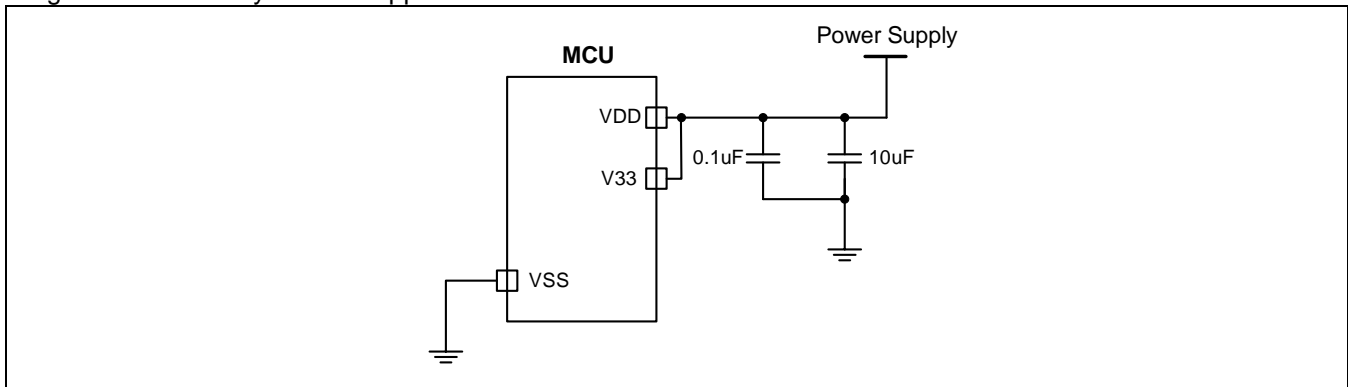 Power Supply
MCU
VDD
0.1uF
10uF
V33
VSS